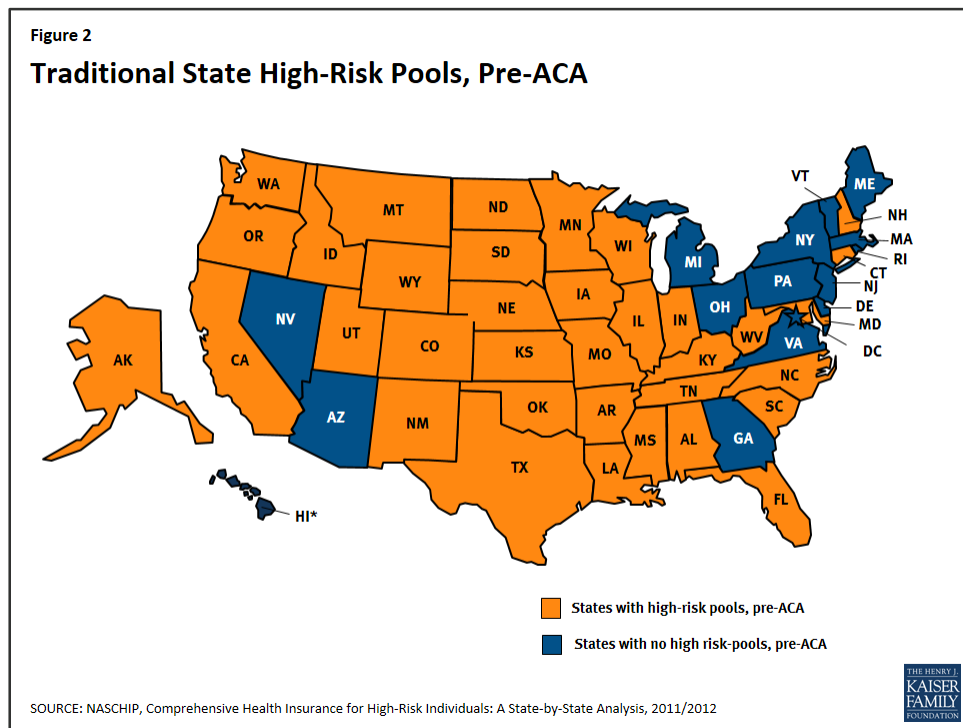 Figure 2
Traditional State High-Risk Pools, Pre-ACA
WA
OR
ID
MT
WY
ND
SD
NE
MN
WI
IA
IL
IN
MI
OH
PA
NY
VT
ME
NH
MA
RI
CT
NJ
DE
MD
DC
NV
UT
CO
CA
AZ
NM
KS
MO
OK
AR
TX
LA
MS
AL
GA
FL
SC
NC
TN
KY
WV
VA
AK
HI*
States with high-risk pools, pre-ACA
States with no high risk-pools, pre-ACA
SOURCE: NASCHIP, Comprehensive Health Insurance for High-Risk Individuals: A State-by-State Analysis, 2011/2012
THE HENRY J.
KAISER
FAMILY
FOUNDATION